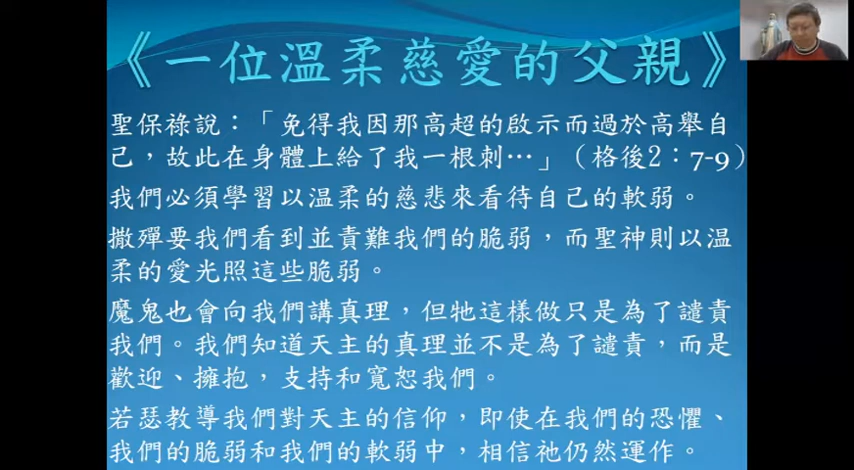 《一位溫柔慈愛的父親》
聖保祿說：「免得我因那高超的啟示而過於高舉自
己，故此在身體上給了我一根刺…」（格後2：7-9）
我們必須學習以溫柔的慈悲來看待自己的軟弱。
撒殫要我們看到並責難我們的脆弱，而聖神則以溫
柔的愛光照這些脆弱。
魔鬼也會向我們講真理，但牠這樣做只是為了譴責
我們。我們知道天主的真理並不是為了譴責，而是
歡迎、擁抱，支持和寬恕我們。
若瑟教導我們對天主的信仰，即使在我們的恐懼、
我們的脆弱和我們的軟弱中，相信祂仍然運作。